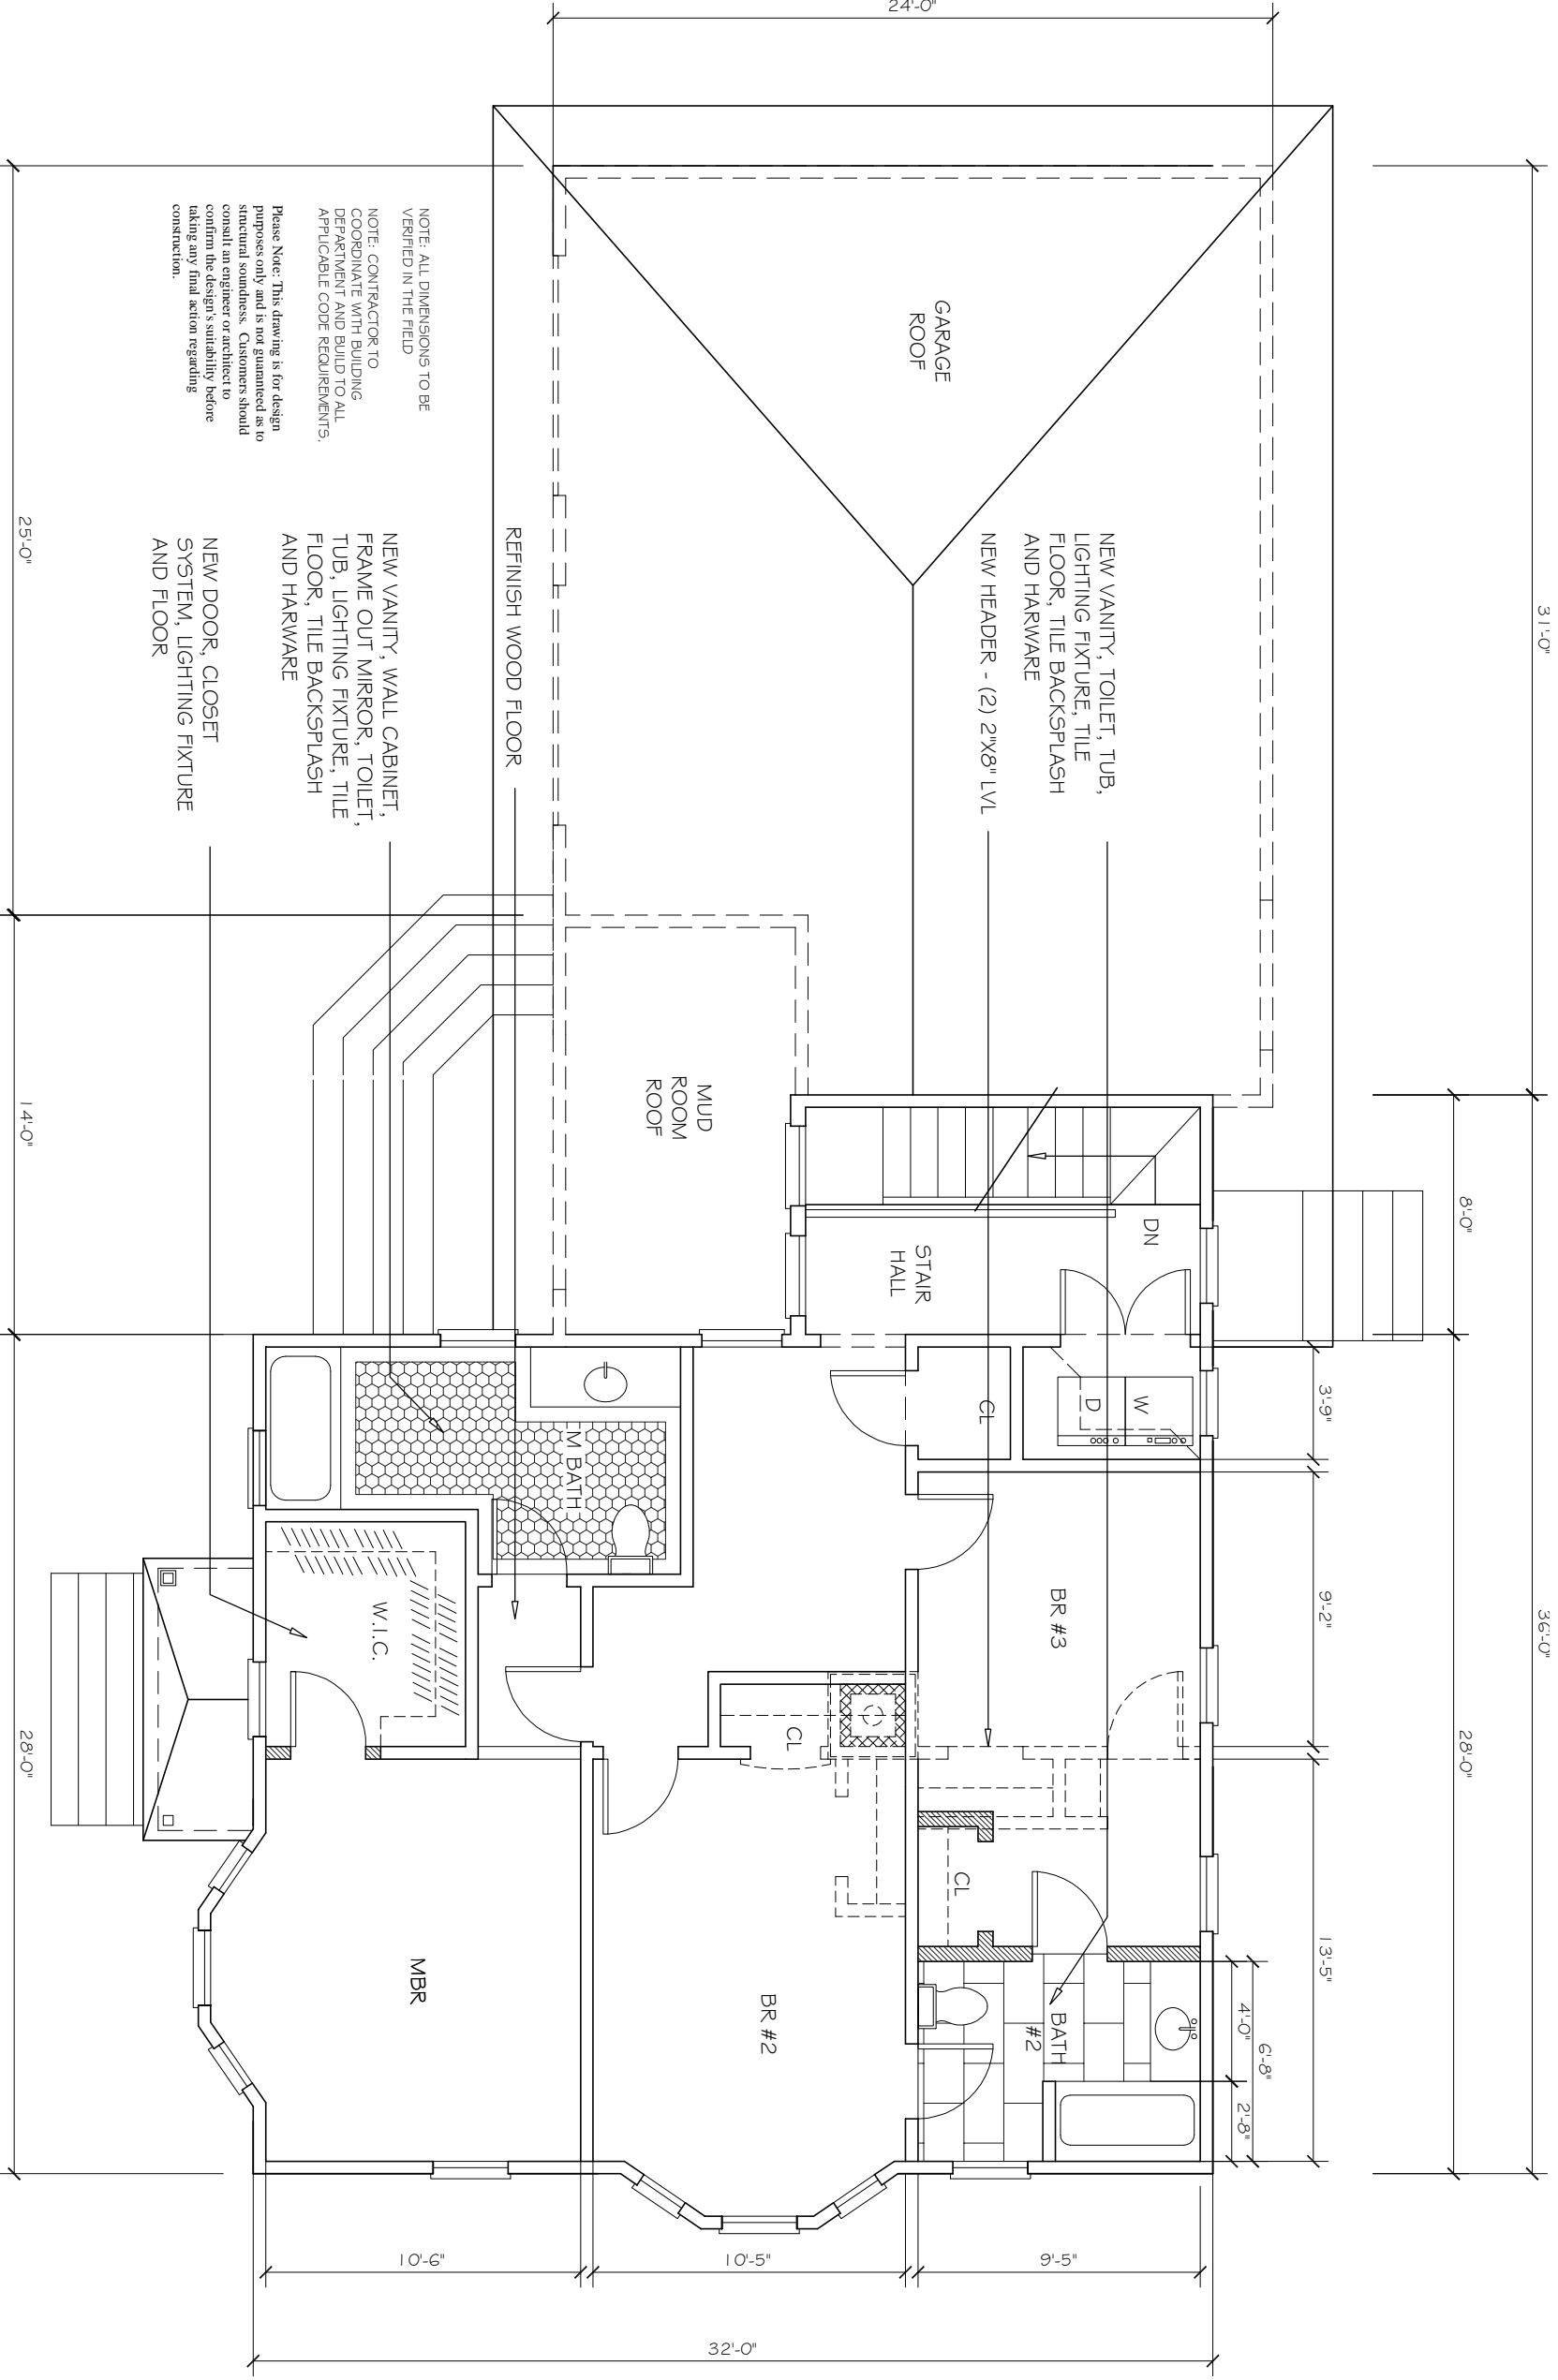 31'-0"
36'-0"
8'-0"
28'-0"
3'-9"
9'-2"
13'-5"
6'-8"
4'-0"
2'-8"
24'-0"
GARAGE
ROOF
NEW VANITY, TOILET, TUB,
LIGHTING FIXTURE, TILE
FLOOR, TILE BACKSPLASH
AND HARWARE
NEW HEADER - (2) 2"X8" LVL
DN
STAIR
HALL
W
D
CL
BR #3
CL
BATH
#2
9'-5"
MUD
ROOM
ROOF
CL
BR #2
10'-5"
32'-0"
REFINISH WOOD FLOOR
M BATH
NOTE: ALL DIMENSIONS TO BE
VERIFIED IN THE FIELD
NOTE: CONTRACTOR TO
COORDINATE WITH BUILDING
DEPARTMENT AND BUILD TO ALL
APPLICABLE CODE REQUIREMENTS.
NEW VANITY, WALL CABINET,
FRAME OUT MIRROR, TOILET,
TUB, LIGHTING FIXTURE, TILE
FLOOR, TILE BACKSPLASH
AND HARWARE
W.I.C.
MBR
10'-6"
Please Note: This drawing is for design
purposes only and is not guaranteed as to
structural soundness. Customers should
consult an engineer or architect to
confirm the design's suitability before
taking any final action regarding
construction.
NEW DOOR, CLOSET
SYSTEM, LIGHTING FIXTURE
AND FLOOR
25'-0"
14'-0"
28'-0"